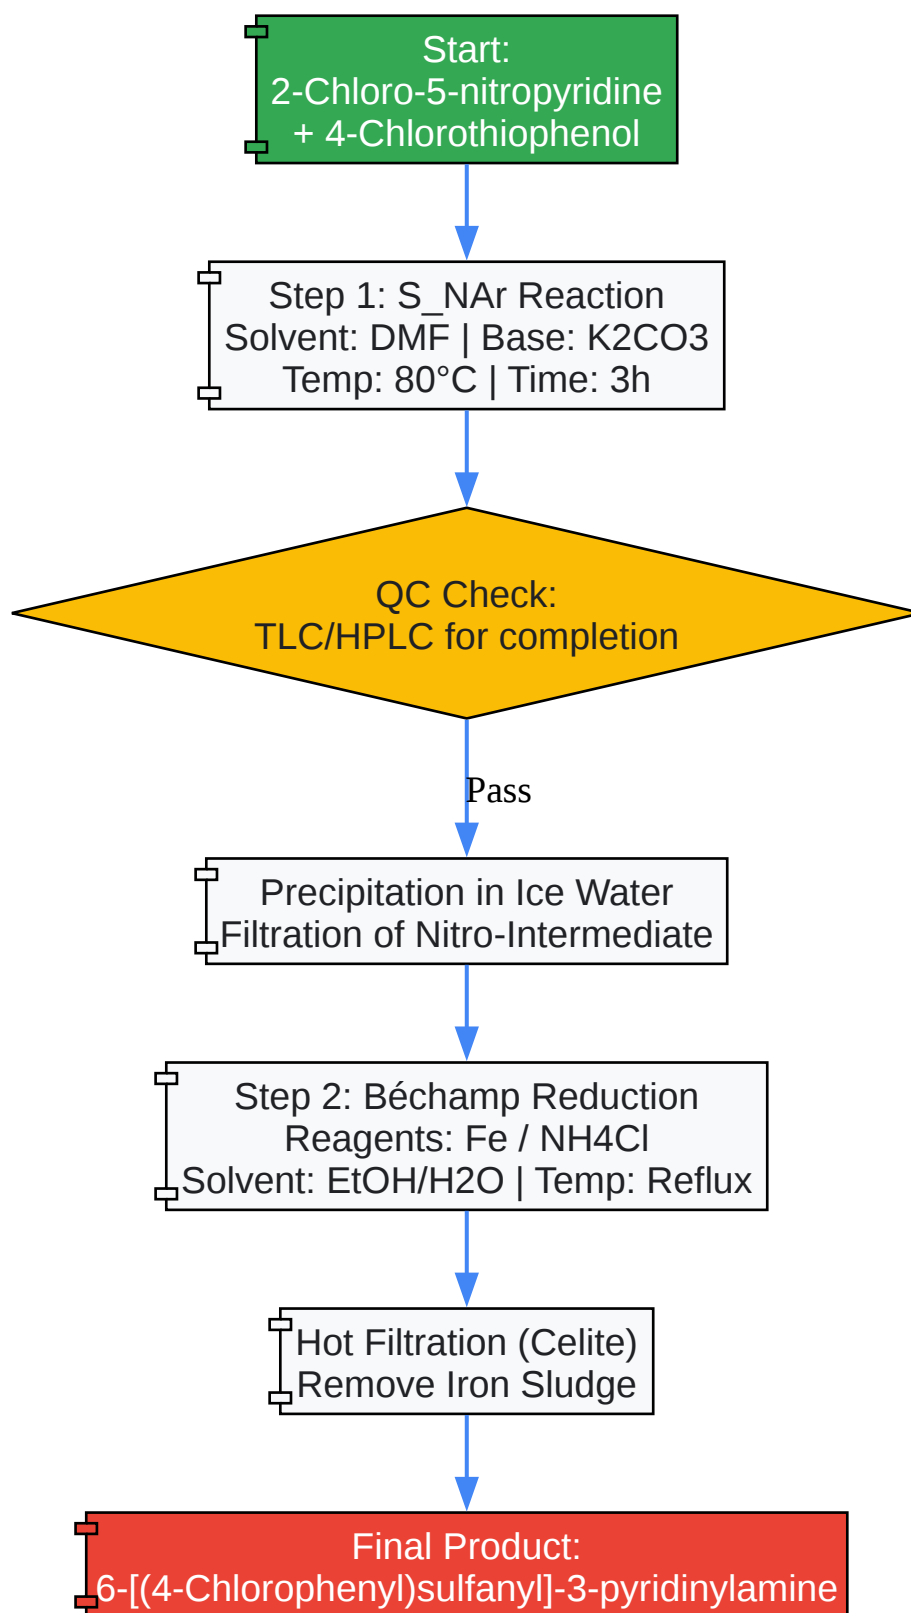 Start:
2-Chloro-5-nitropyridine
+ 4-Chlorothiophenol
Step 1: S_NAr Reaction
Solvent: DMF | Base: K2CO3
Temp: 80°C | Time: 3h
QC Check:
TLC/HPLC for completion
Pass
Precipitation in Ice Water
Filtration of Nitro-Intermediate
Step 2: Béchamp Reduction
Reagents: Fe / NH4Cl
Solvent: EtOH/H2O | Temp: Reflux
Hot Filtration (Celite)
Remove Iron Sludge
Final Product:
6-[(4-Chlorophenyl)sulfanyl]-3-pyridinylamine